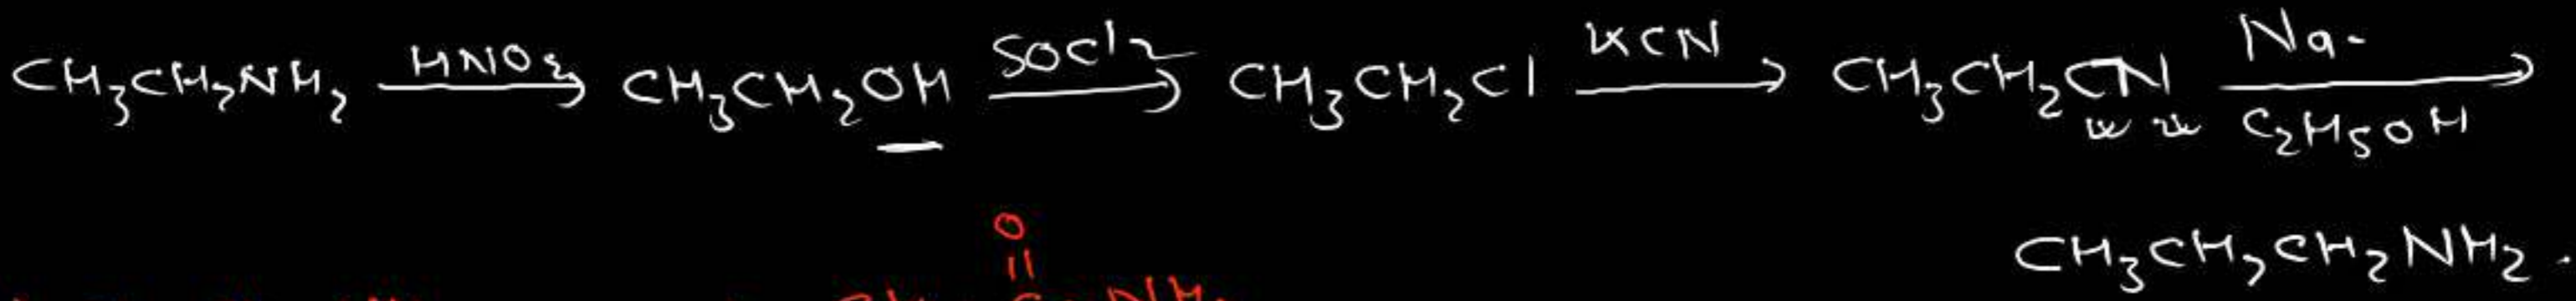 CH₃CH₂NH₂ —HNO₂→ CH₃CH₂OH —SOCl₂→ CH₃CH₂Cl —KCN→ CH₃CH₂CN —Na-/C₂H₅OH→
CH₃CH₂CH₂NH₂.
O